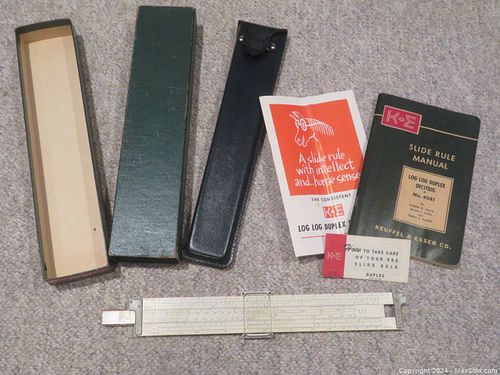 A slide rule
with intellect
and...horse sense
THE CONSISTENT
K+E
LOG LOG DUPLEX
K+E
SLIDE RULE
MANUAL
LOG LOG DUPLEX
DECITRIG
No. 4081
BY
KEUFFEL & ESSER CO.
K+E
HOW TO TAKE CARE
OF YOUR K&E
SLIDE RULE
DUPLEX
Copyright 2024 - MaxSold.com